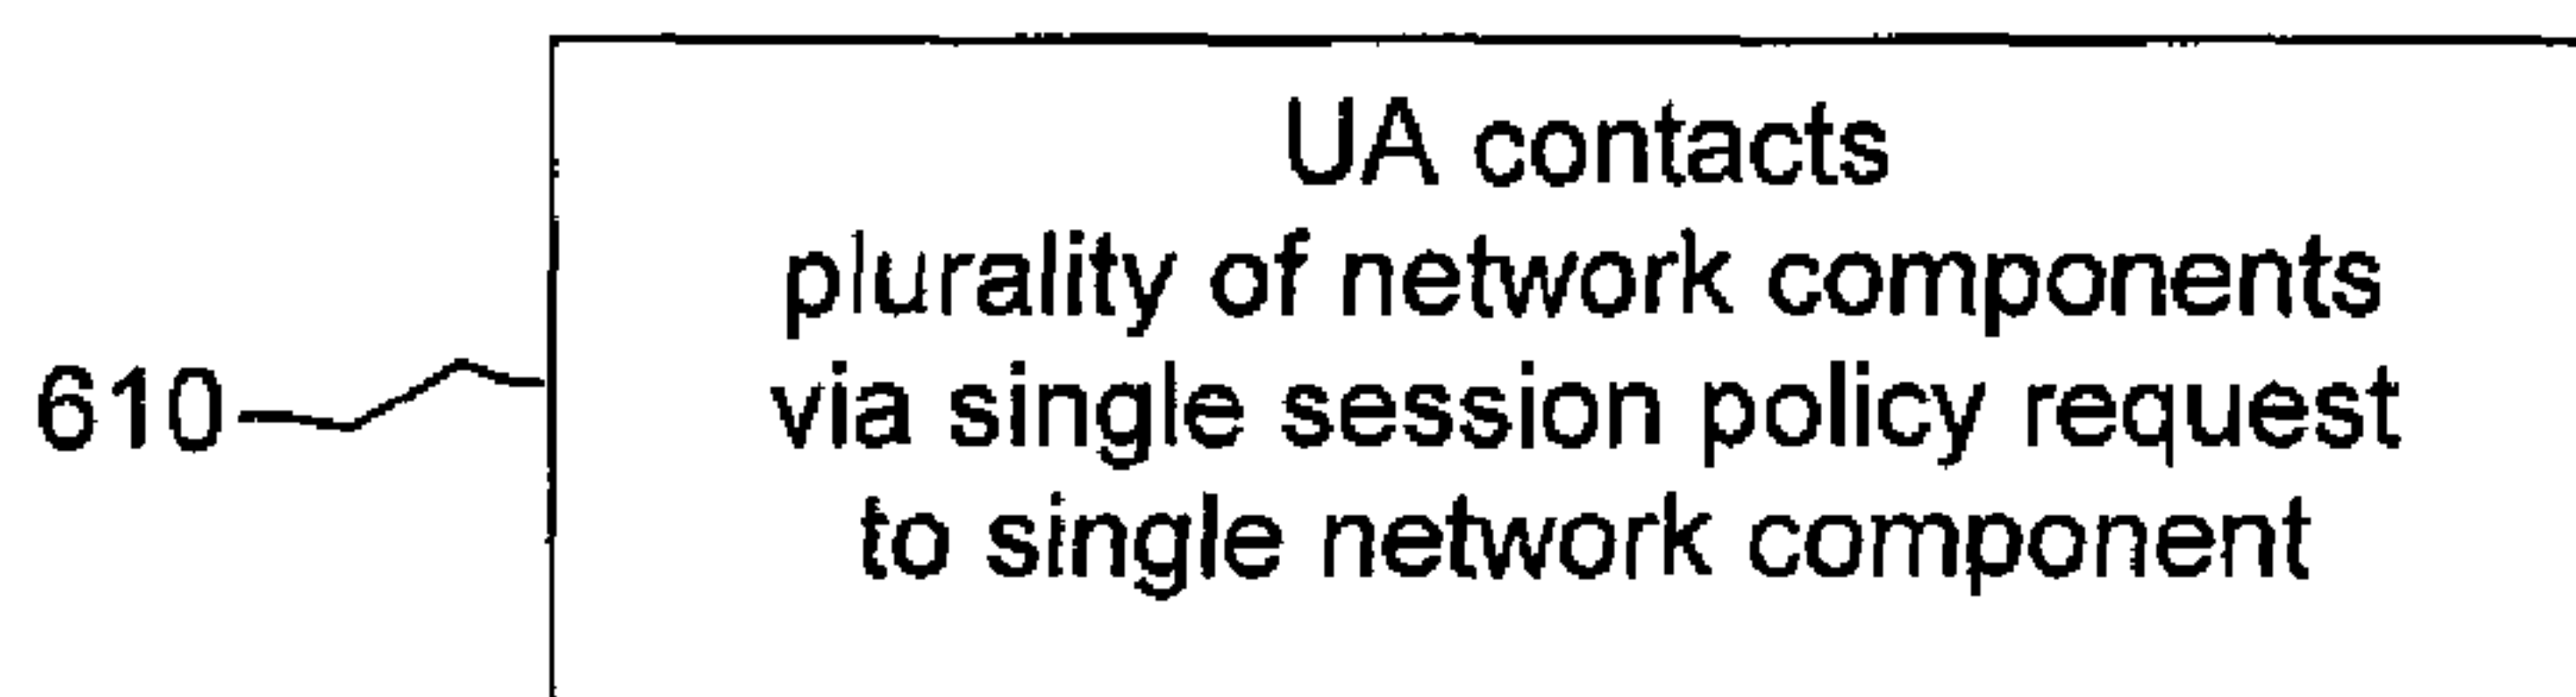 UA contacts
plurality of network components
via single session policy request
to single network component
610